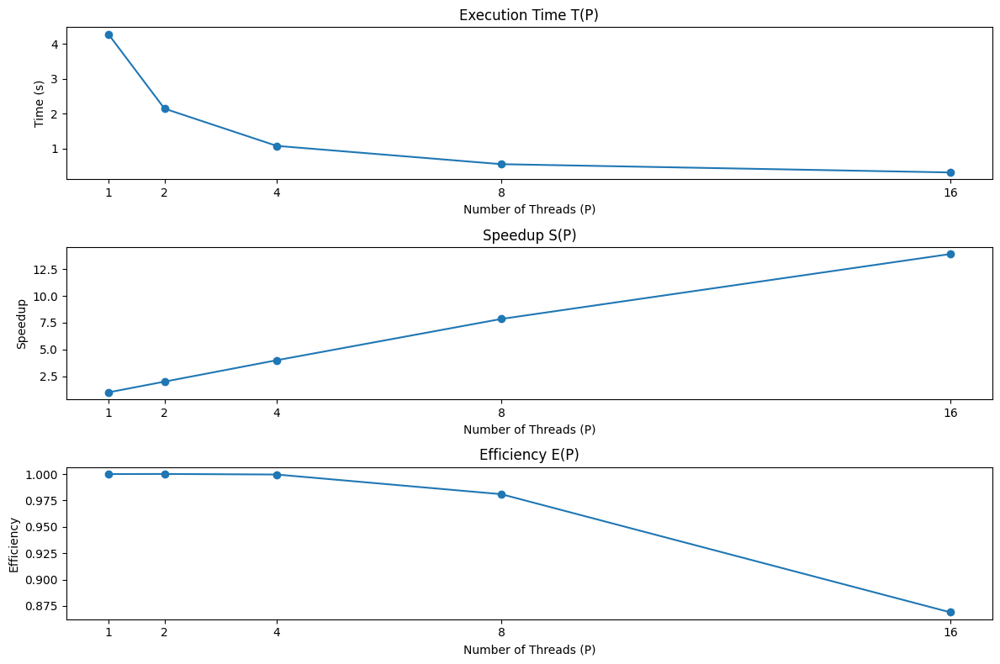 Execution Time T(P)
4
3
2
1
Time (s)
1 2 4 8 16
Number of Threads (P)
Speedup S(P)
12.5
10.0
7.5
5.0
2.5
Speedup
1 2 4 8 16
Number of Threads (P)
Efficiency E(P)
1.000
0.975
0.950
0.925
0.900
0.875
Efficiency
1 2 4 8 16
Number of Threads (P)